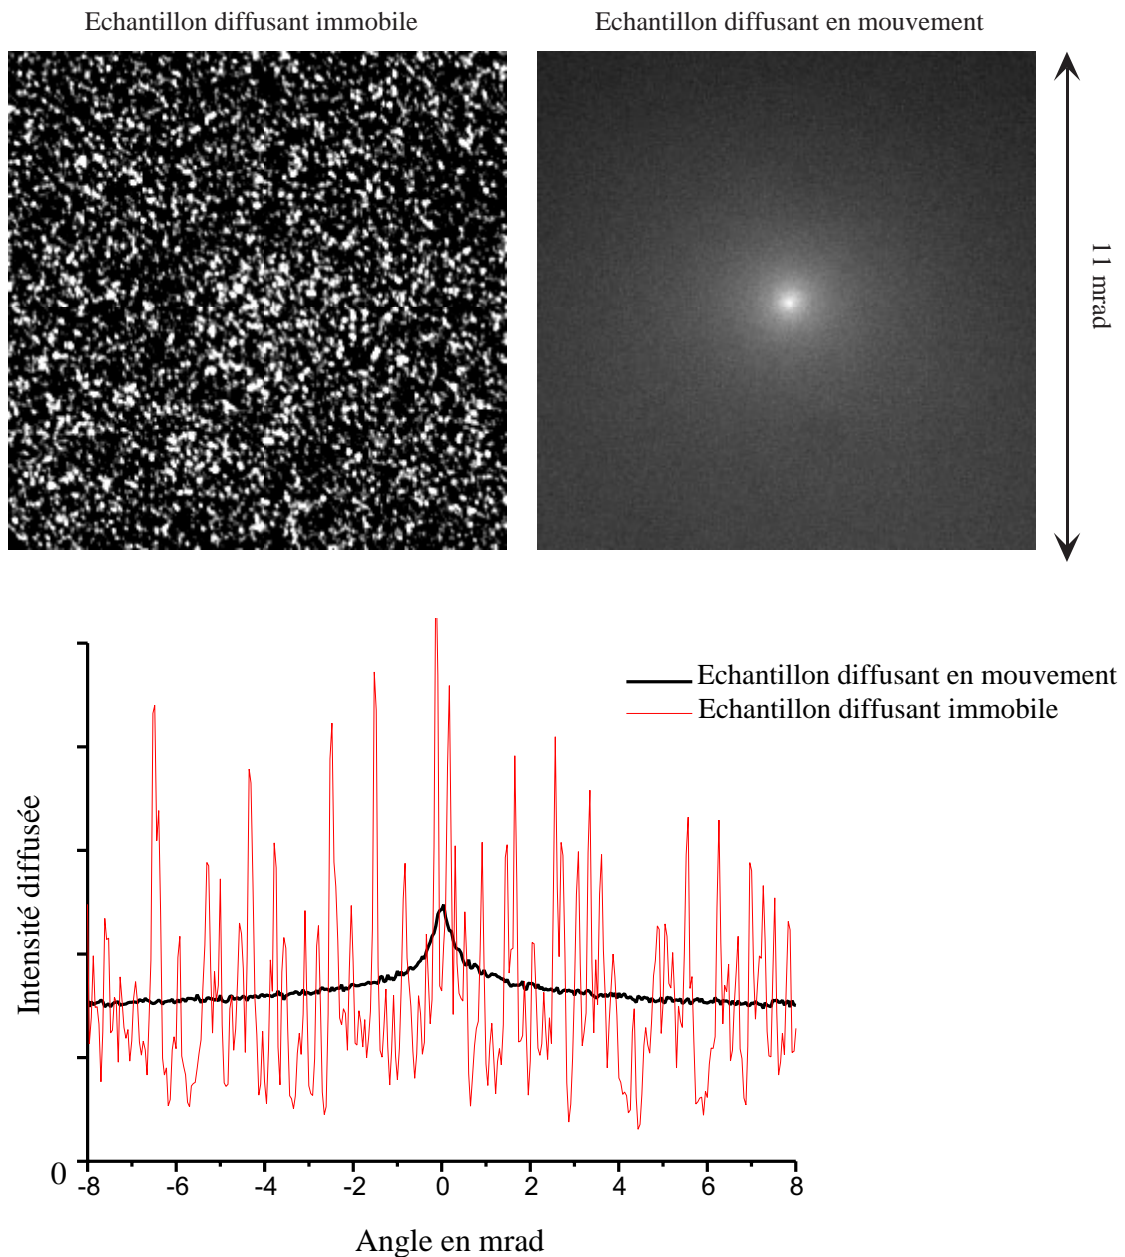 Echantillon diffusant immobile
Echantillon diffusant en mouvement
11 mrad
Echantillon diffusant en mouvement
Echantillon diffusant immobile
Intensité diffusée
0
-8 -6 -4 -2 0 2 4 6 8
Angle en mrad